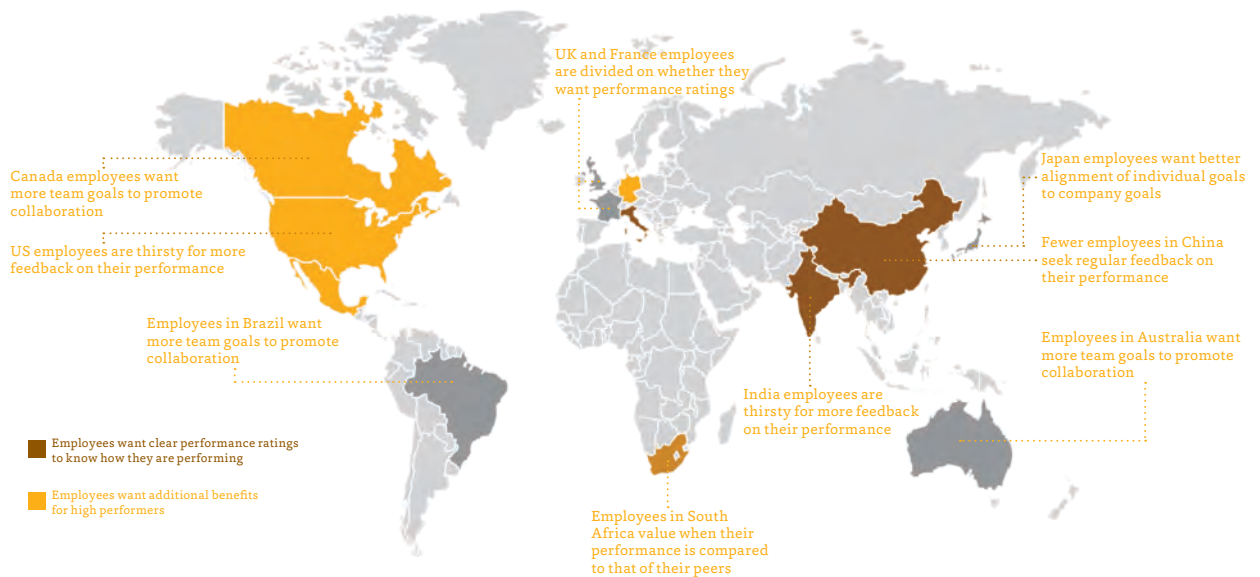 UK and France employees
are divided on whether they
want performance ratings
Canada employees want
more team goals to promote
collaboration
US employees are thirsty for more
feedback on their performance
Employees in Brazil want
more team goals to promote
collaboration
Japan employees want better
alignment of individual goals
to company goals
Fewer employees in China
seek regular feedback on
their performance
Employees in Australia want
more team goals to promote
collaboration
India employees are
thirsty for more feedback
on their performance
Employees want clear performance ratings
to know how they are performing
Employees want additional benefits
for high performers
Employees in South
Africa value when their
performance is compared
to that of their peers